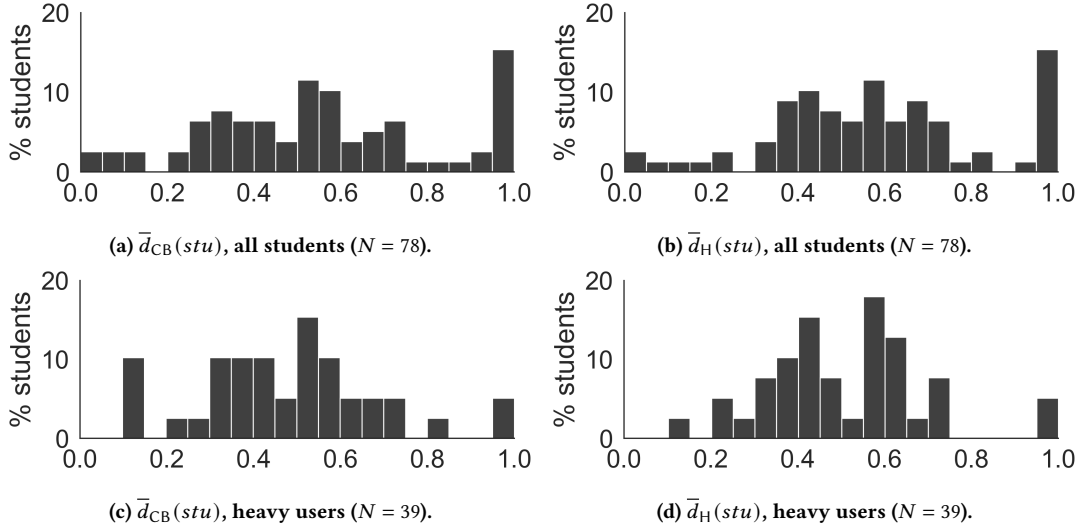 % students
20
10
0
0.0 0.2 0.4 0.6 0.8 1.0
(a) d̅_CB(stu), all students (N = 78).
% students
20
10
0
0.0 0.2 0.4 0.6 0.8 1.0
(b) d̅_H(stu), all students (N = 78).
% students
20
10
0
0.0 0.2 0.4 0.6 0.8 1.0
(c) d̅_CB(stu), heavy users (N = 39).
% students
20
10
0
0.0 0.2 0.4 0.6 0.8 1.0
(d) d̅_H(stu), heavy users (N = 39).